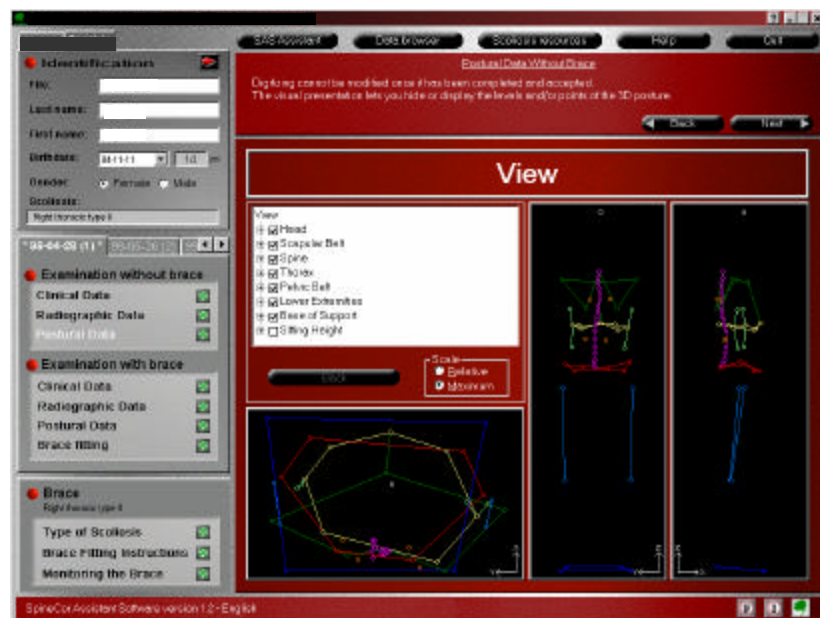 SAS Assistant
Data browser
Scoliosis resources
Help
Quit
Identification
File:
Last name:
First name:
Birthdate:
Gender:
Female
Male
Scoliosis:
Right thoracic type II
Postural Data Without Brace
Digitizing cannot be modified once it has been completed and accepted.
The visual presentation lets you hide or display the levels and/or points of the 3D posture.
Back
Next
View
View
Head
Scapular Belt
Spine
Thorax
Pelvic Belt
Lower Extremities
Base of Support
Sitting Height
Scale
Relative
Maximum
Examination without brace
Clinical Data
Radiographic Data
Postural Data
Examination with brace
Clinical Data
Radiographic Data
Postural Data
Brace fitting
Brace
Right thoracic type II
Type of Scoliosis
Brace Fitting Instructions
Monitoring the Brace
SpineCor Assistant Software version 1.2 - English